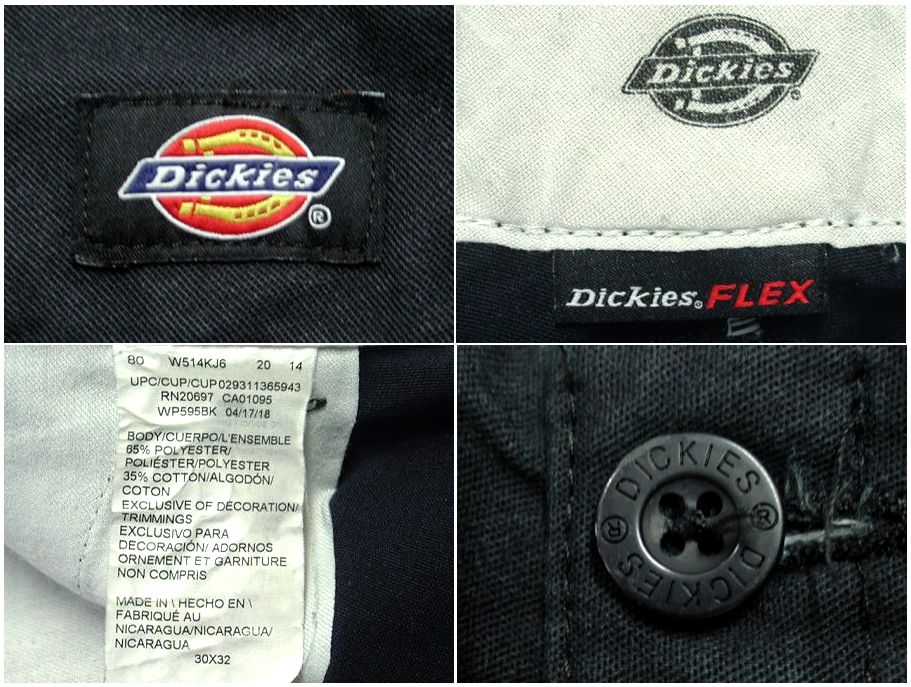 Dickies
®
Dickies
®
Dickies® FLEX
80 W514KJ6 20 14
UPC/CUP/CUP029311365943
RN20697 CA01095
WP595BK 04/17/18
BODY/CUERPO/L'ENSEMBLE
65% POLYESTER/
POLIÉSTER/POLYESTER
35% COTTON/ALGODÓN/
COTON
EXCLUSIVE OF DECORATION/
TRIMMINGS
EXCLUSIVO PARA
DECORACIÓN/ ADORNOS
ORNEMENT ET GARNITURE
NON COMPRIS
MADE IN \ HECHO EN \
FABRIQUÉ AU
NICARAGUA/NICARAGUA/
NICARAGUA
30X32
DICKIES ® DICKIES ®